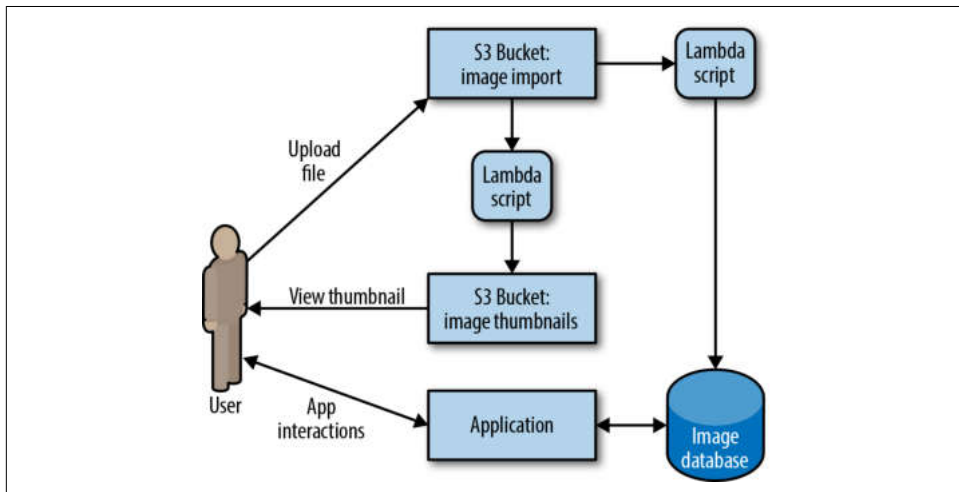 S3 Bucket:
image import
Lambda
script
Upload
file
Lambda
script
View thumbnail
S3 Bucket:
image thumbnails
User
App
interactions
Application
Image
database